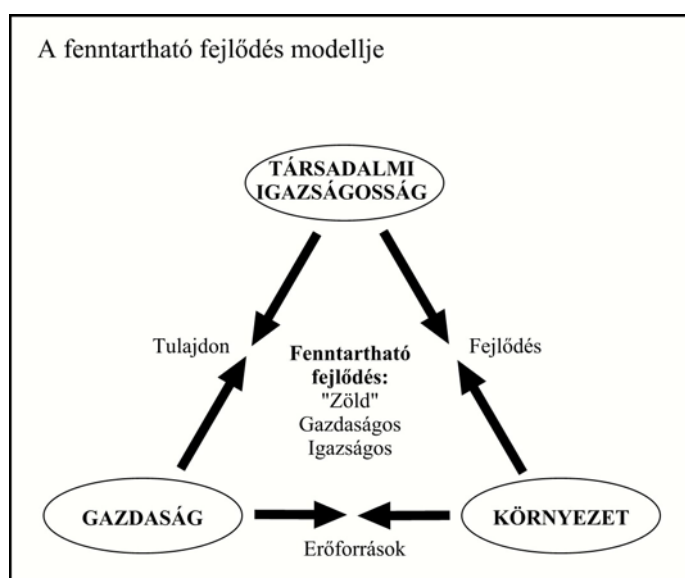 A fenntartható fejlődés modellje
TÁRSADALMI
IGAZSÁGOSSÁG
Tulajdon
Fenntartható
fejlődés:
"Zöld"
Gazdaságos
Igazságos
Fejlődés
GAZDASÁG
KÖRNYEZET
Erőforrások